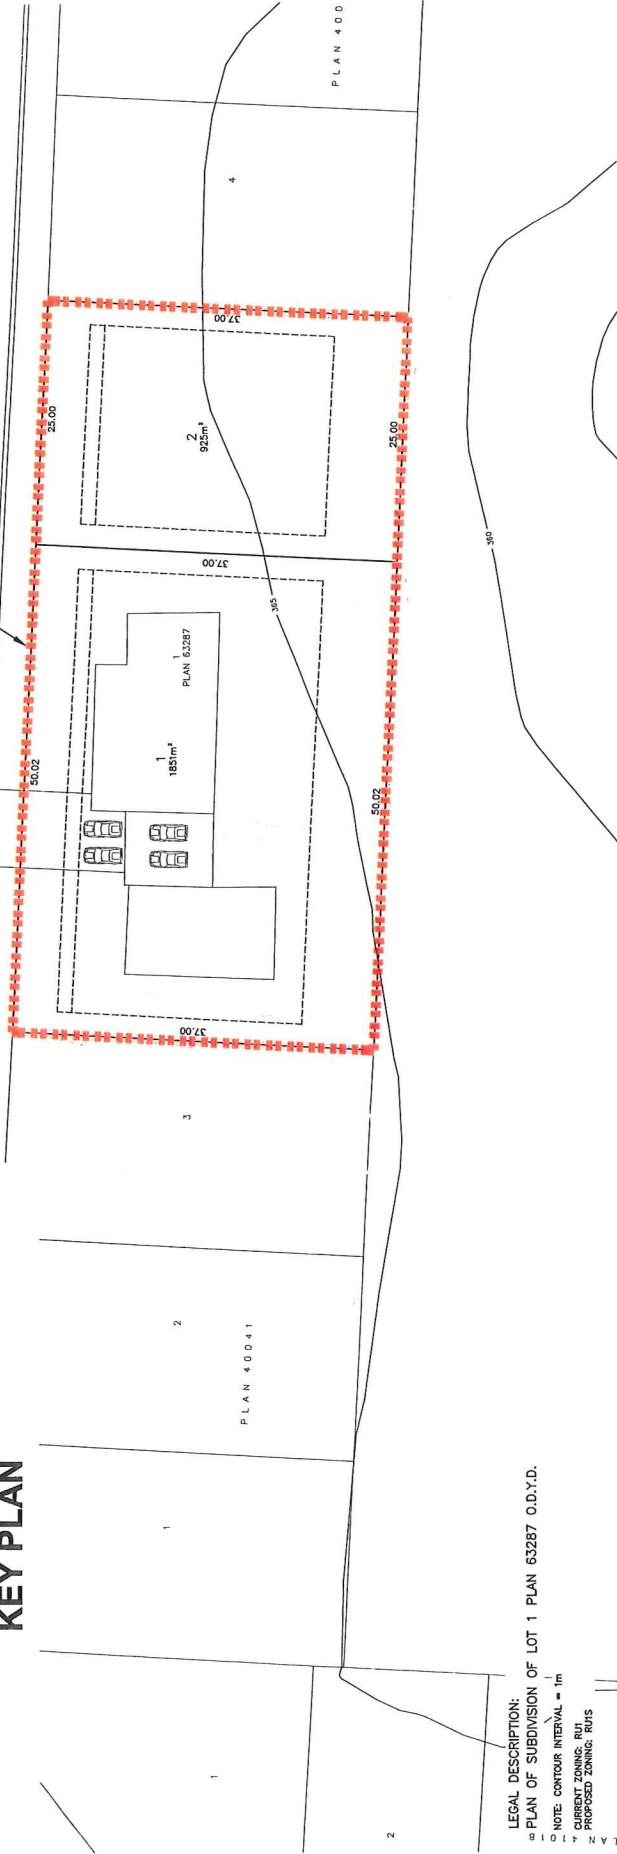 KEY PLAN
LEGAL DESCRIPTION:
PLAN OF SUBDIVISION OF LOT 1 PLAN 63287 O.D.Y.D.
NOTE: CONTOUR INTERVAL = 1m
CURRENT ZONING: RU1
PROPOSED ZONING: RU1S
LAN 41018
1
2
1
2
PLAN 40041
3
37.00
50.02
50.02
1
1851m²
1
PLAN 63287
365
37.00
25.00
25.00
2
925m²
37.00
4
PLAN 400
360